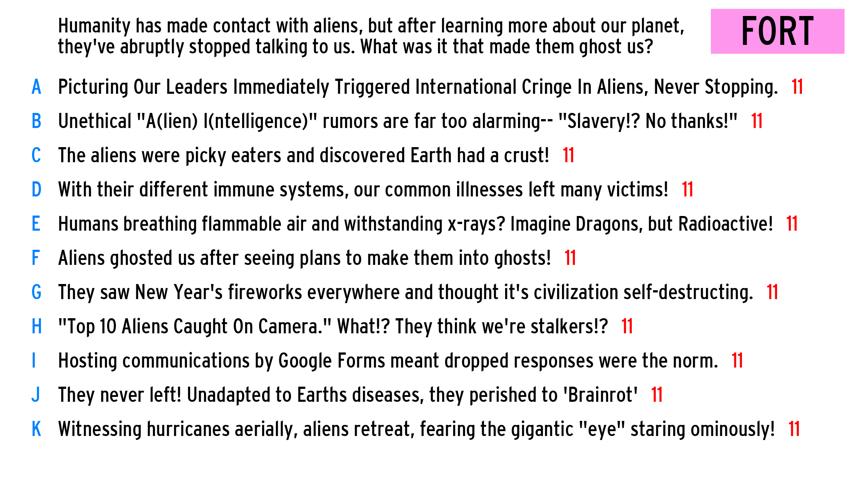 Humanity has made contact with aliens, but after learning more about our planet,
they've abruptly stopped talking to us. What was it that made them ghost us?
FORT
A Picturing Our Leaders Immediately Triggered International Cringe In Aliens, Never Stopping. 11
B Unethical "A(lien) I(ntelligence)" rumors are far too alarming-- "Slavery!? No thanks!" 11
C The aliens were picky eaters and discovered Earth had a crust! 11
D With their different immune systems, our common illnesses left many victims! 11
E Humans breathing flammable air and withstanding x-rays? Imagine Dragons, but Radioactive! 11
F Aliens ghosted us after seeing plans to make them into ghosts! 11
G They saw New Year's fireworks everywhere and thought it's civilization self-destructing. 11
H "Top 10 Aliens Caught On Camera." What!? They think we're stalkers!? 11
I Hosting communications by Google Forms meant dropped responses were the norm. 11
J They never left! Unadapted to Earths diseases, they perished to 'Brainrot' 11
K Witnessing hurricanes aerially, aliens retreat, fearing the gigantic "eye" staring ominously! 11